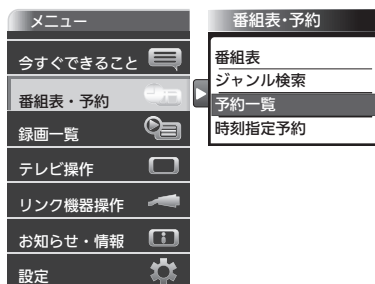 メニュー
今すぐできること
番組表・予約
録画一覧
テレビ操作
リンク機器操作
お知らせ・情報
設定
番組表・予約
番組表
ジャンル検索
予約一覧
時刻指定予約